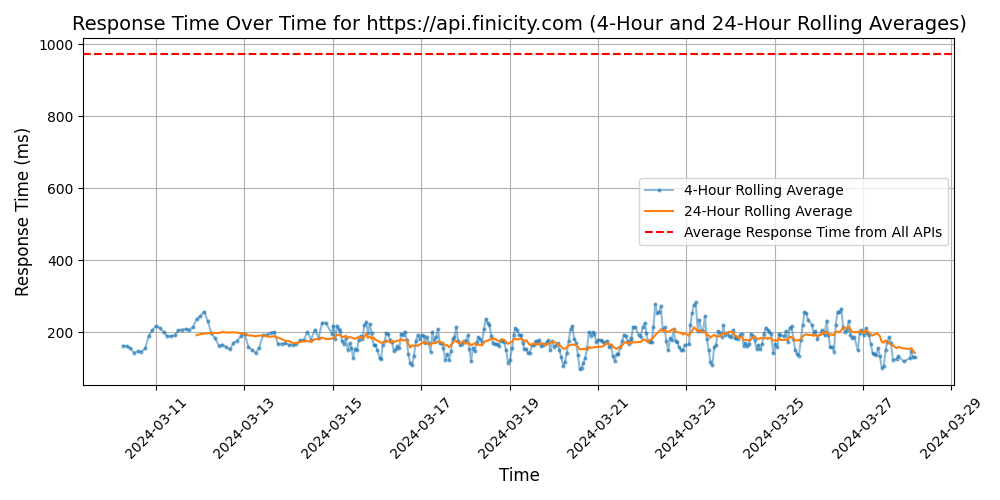 Response Time Over Time for https://api.finicity.com (4-Hour and 24-Hour Rolling Averages)
Response Time (ms)
1000
800
600
400
200
4-Hour Rolling Average
24-Hour Rolling Average
Average Response Time from All APIs
2024-03-11
2024-03-13
2024-03-15
2024-03-17
2024-03-19
2024-03-21
2024-03-23
2024-03-25
2024-03-27
2024-03-29
Time